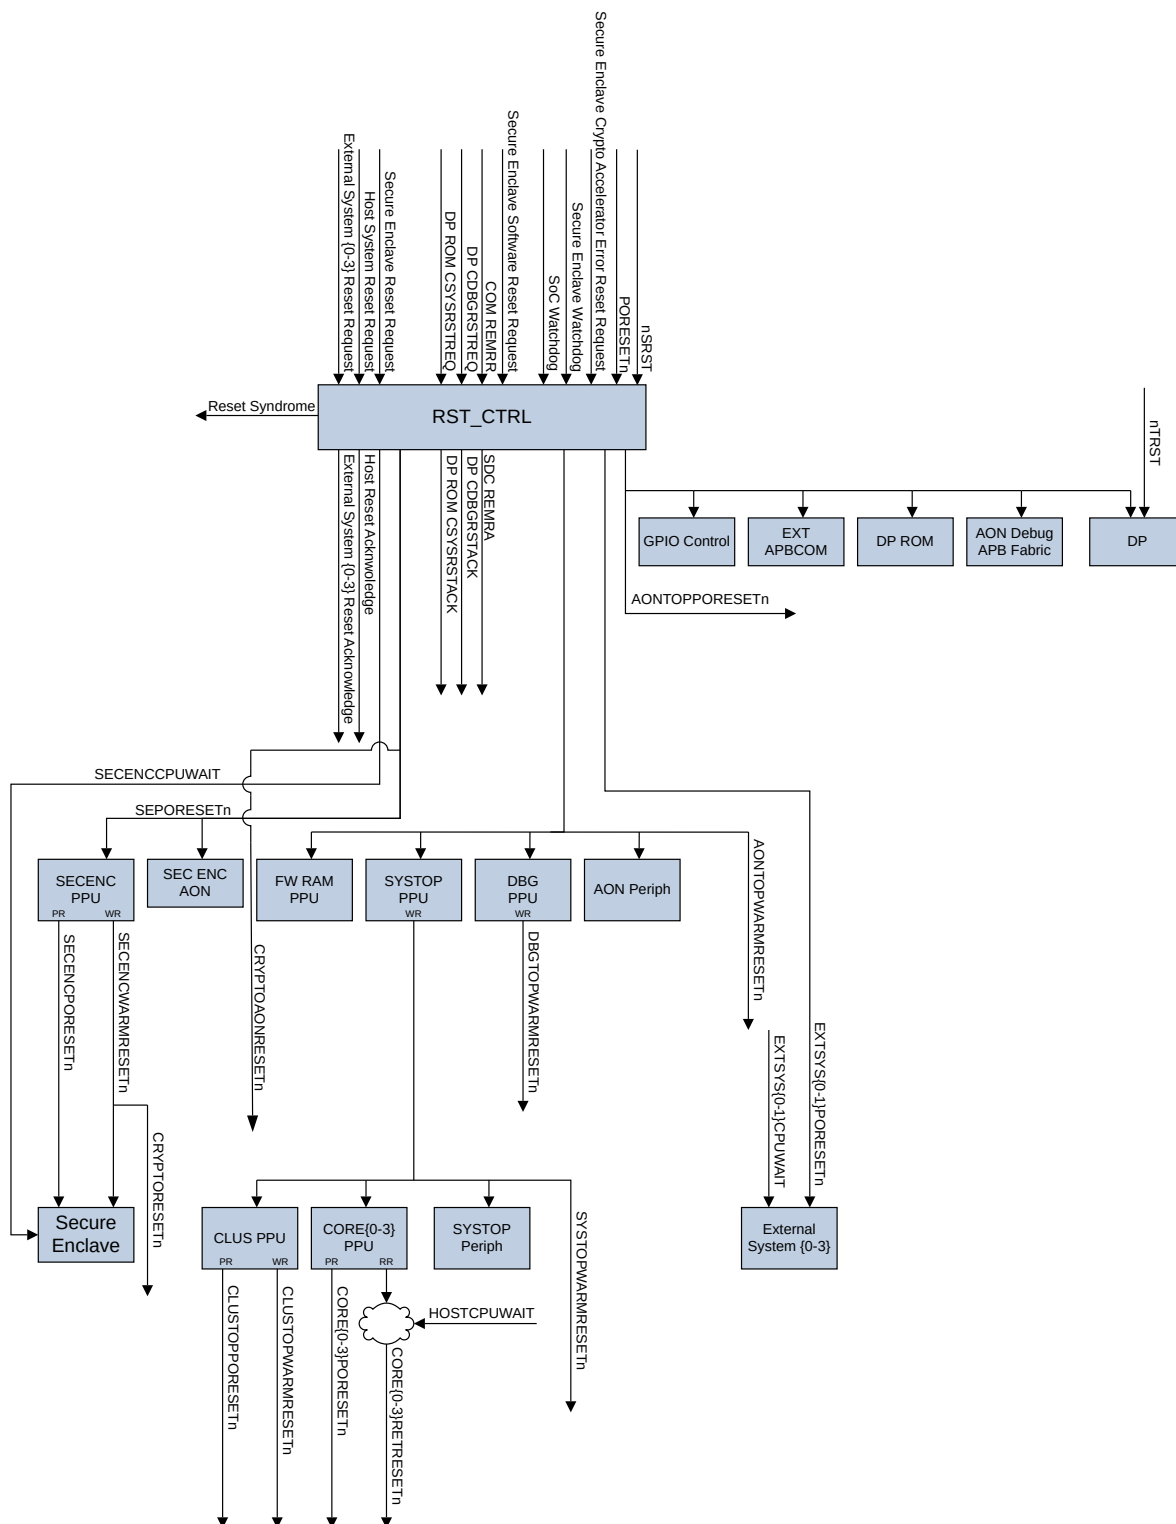 External System {0-3} Reset Request
Host System Reset Request
Secure Enclave Reset Request
DP ROM CSYSRSTREQ
DP CDBGRSTREQ
COM REMRR
Secure Enclave Software Reset Request
SoC Watchdog
Secure Enclave Watchdog
Secure Enclave Crypto Accelerator Error Reset Request
PORESETn
nSRST
Reset Syndrome
RST_CTRL
nTRST
External System {0-3} Reset Acknowledge
Host Reset Acknwoledge
DP ROM CSYSRSTACK
DP CDBGRSTACK
SDC REMRA
GPIO Control
EXT
APBCOM
DP ROM
AON Debug
APB Fabric
DP
AONTOPPORESETn
SECENCCPUWAIT
SEPORESETn
SECENC
PPU
PR
WR
SEC ENC
AON
FW RAM
PPU
SYSTOP
PPU
WR
DBG
PPU
WR
AON Periph
AONTOPWARMRESETn
SECENCPORESETn
SECENCWARMRESETn
CRYPTOAONRESETn
DBGTOPWARMRESETn
EXTSYS{0-1}CPUWAIT
EXTSYS{0-1}PORESETn
CRYPTORESETn
Secure
Enclave
CLUS PPU
PR
WR
CORE{0-3}
PPU
PR
RR
SYSTOP
Periph
SYSTOPWARMRESETn
External
System {0-3}
HOSTCPUWAIT
CLUSTOPPORESETn
CLUSTOPWARMRESETn
CORE{0-3}PORESETn
CORE{0-3}RETRESETn